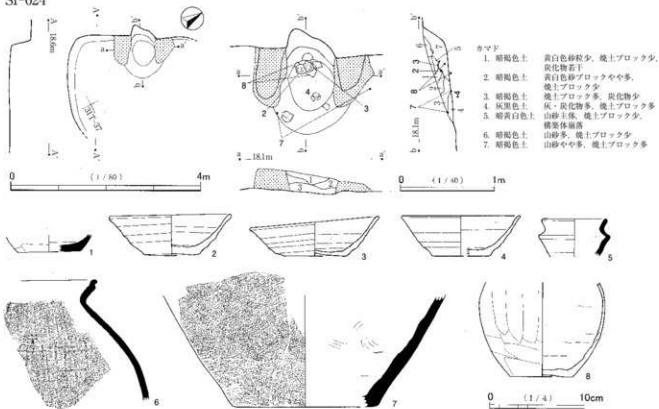 SI-024
A
A'
18.6m
31T-37
a
a'
b
b'
0 (1/80) 4m
1
2
3
4
5
6
7
8
a 18.1m a'
b 18.1m b'
0 (1/40) 1m
カマド
1. 暗褐色土 黄白色砂粒少、焼土ブロック少、
炭化物若干
2. 暗褐色土 黄白色砂ブロックやや多、
焼土ブロック少
3. 暗褐色土 焼土ブロック多、炭化物少
4. 灰黒色土 灰・炭化物多、焼土ブロック多
5. 暗黄白色土 山砂主体、焼土ブロック少、
構築体崩落
6. 暗褐色土 山砂多、焼土ブロック少
7. 暗褐色土 山砂やや多、焼土ブロック多
1
2
3
4
5
6
7
8
0 (1/4) 10cm